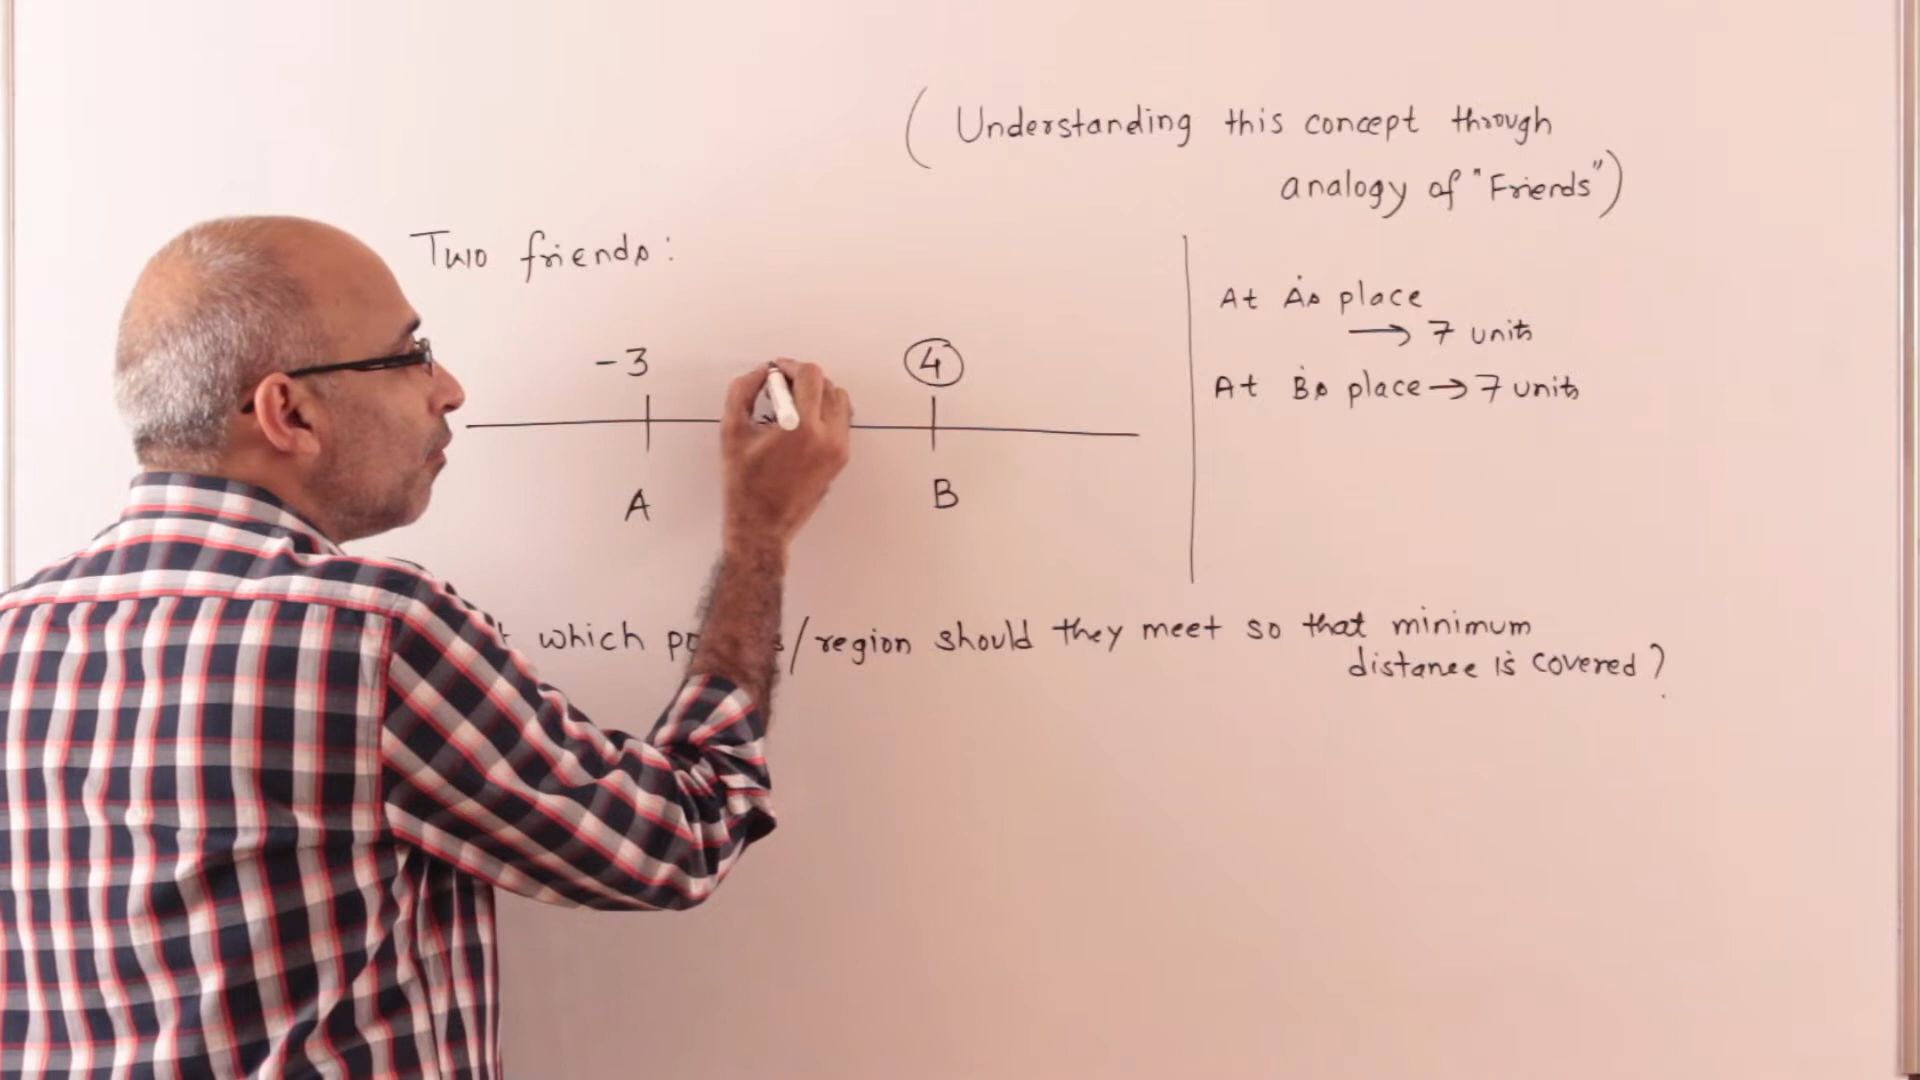 (Understanding this concept through
analogy of "Friends")
Two friends:
-3 4
A B
At A's place
→ 7 units
At B's place → 7 units
which /region should they meet so that minimum
distance is covered?